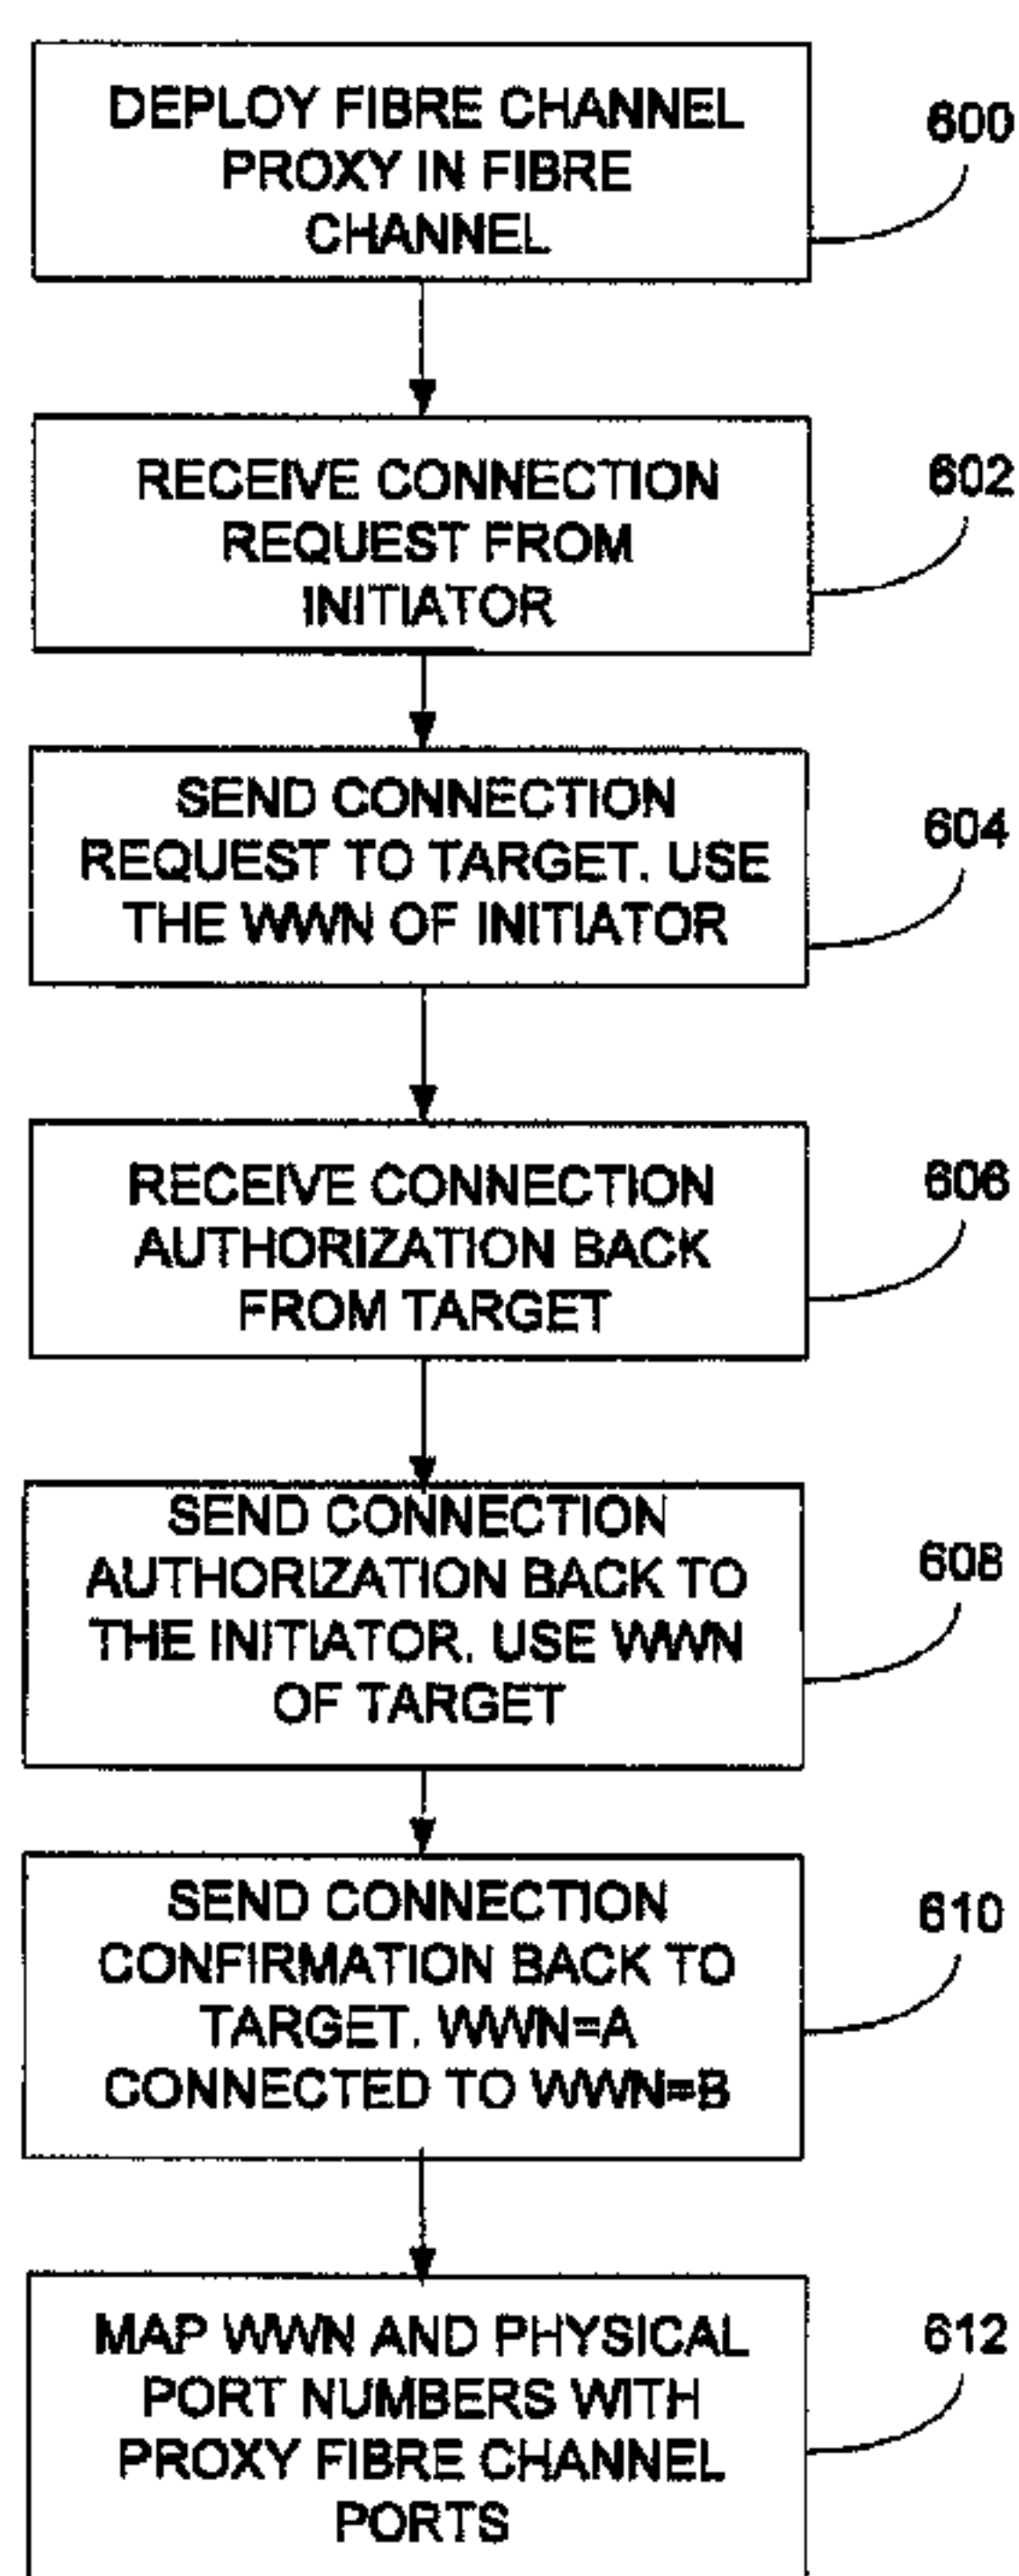 DEPLOY FIBRE CHANNEL
PROXY IN FIBRE
CHANNEL
600
RECEIVE CONNECTION
REQUEST FROM
INITIATOR
602
SEND CONNECTION
REQUEST TO TARGET. USE
THE WWN OF INITIATOR
604
RECEIVE CONNECTION
AUTHORIZATION BACK
FROM TARGET
606
SEND CONNECTION
AUTHORIZATION BACK TO
THE INITIATOR. USE WWN
OF TARGET
608
SEND CONNECTION
CONFIRMATION BACK TO
TARGET. WWN=A
CONNECTED TO WWN=B
610
MAP WWN AND PHYSICAL
PORT NUMBERS WITH
PROXY FIBRE CHANNEL
PORTS
612